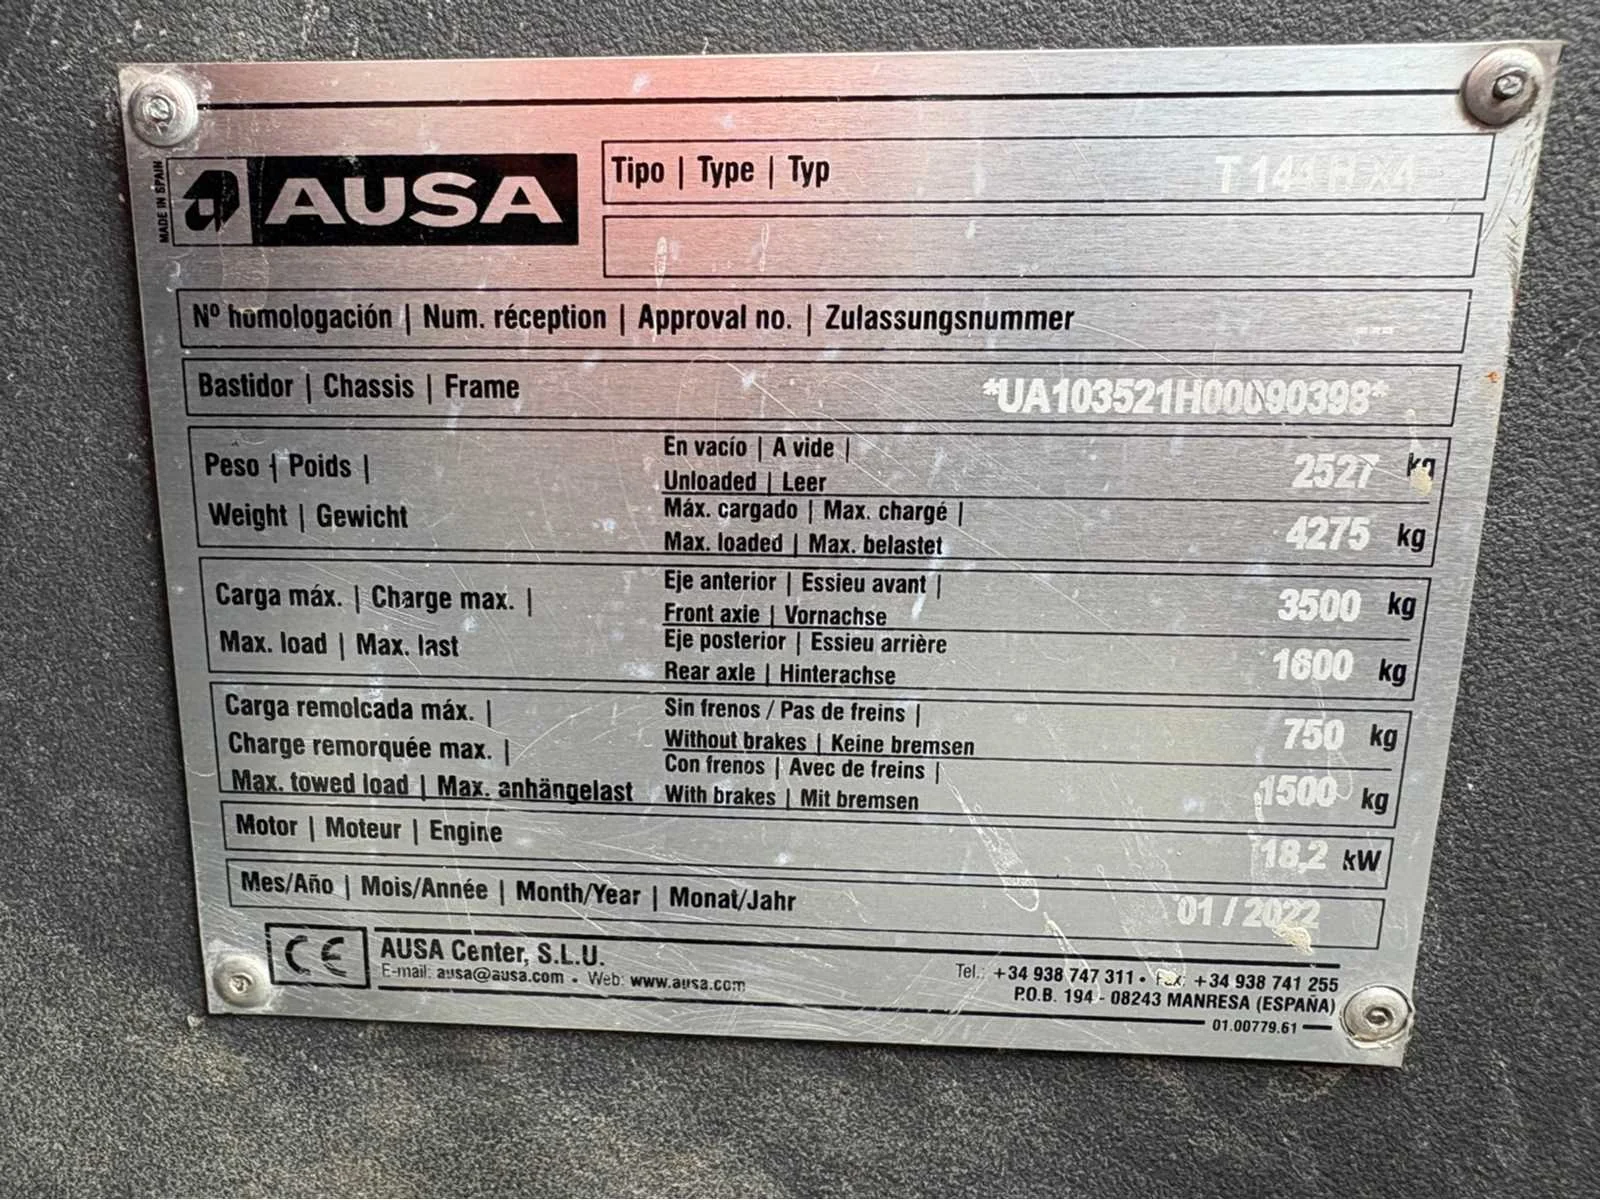 MADE IN SPAIN
AUSA
Tipo | Type | Typ T 144 H x4
Nº homologación | Num. réception | Approval no. | Zulassungsnummer ---
Bastidor | Chassis | Frame *UA103521H00090398*
Peso | Poids |
Weight | Gewicht
En vacío | A vide |
Unloaded | Leer
2527 kg
Máx. cargado | Max. chargé |
Max. loaded | Max. belastet
4275 kg
Carga máx. | Charge max. |
Max. load | Max. last
Eje anterior | Essieu avant |
Front axle | Vornachse
3500 kg
Eje posterior | Essieu arrière
Rear axle | Hinterachse
1600 kg
Carga remolcada máx. |
Charge remorquée max. |
Max. towed load | Max. anhängelast
Sin frenos / Pas de freins |
Without brakes | Keine bremsen
750 kg
Con frenos | Avec de freins |
With brakes | Mit bremsen
1500 kg
Motor | Moteur | Engine 18,2 kW
Mes/Año | Mois/Année | Month/Year | Monat/Jahr 01 / 2022
CE
AUSA Center, S.L.U.
E-mail: ausa@ausa.com • Web: www.ausa.com
Tel.: +34 938 747 311 • Fax: +34 938 741 255
P.O.B. 194 - 08243 MANRESA (ESPAÑA)
01.00779.61